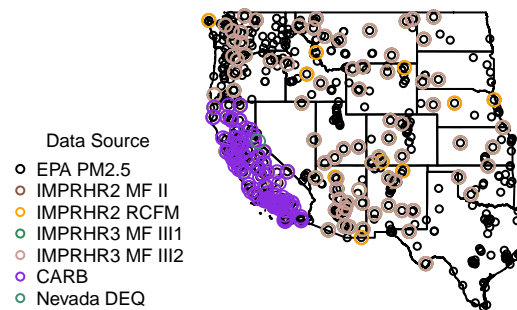 Data Source
EPA PM2.5
IMPRHR2 MF II
IMPRHR2 RCFM
IMPRHR3 MF III1
IMPRHR3 MF III2
CARB
Nevada DEQ